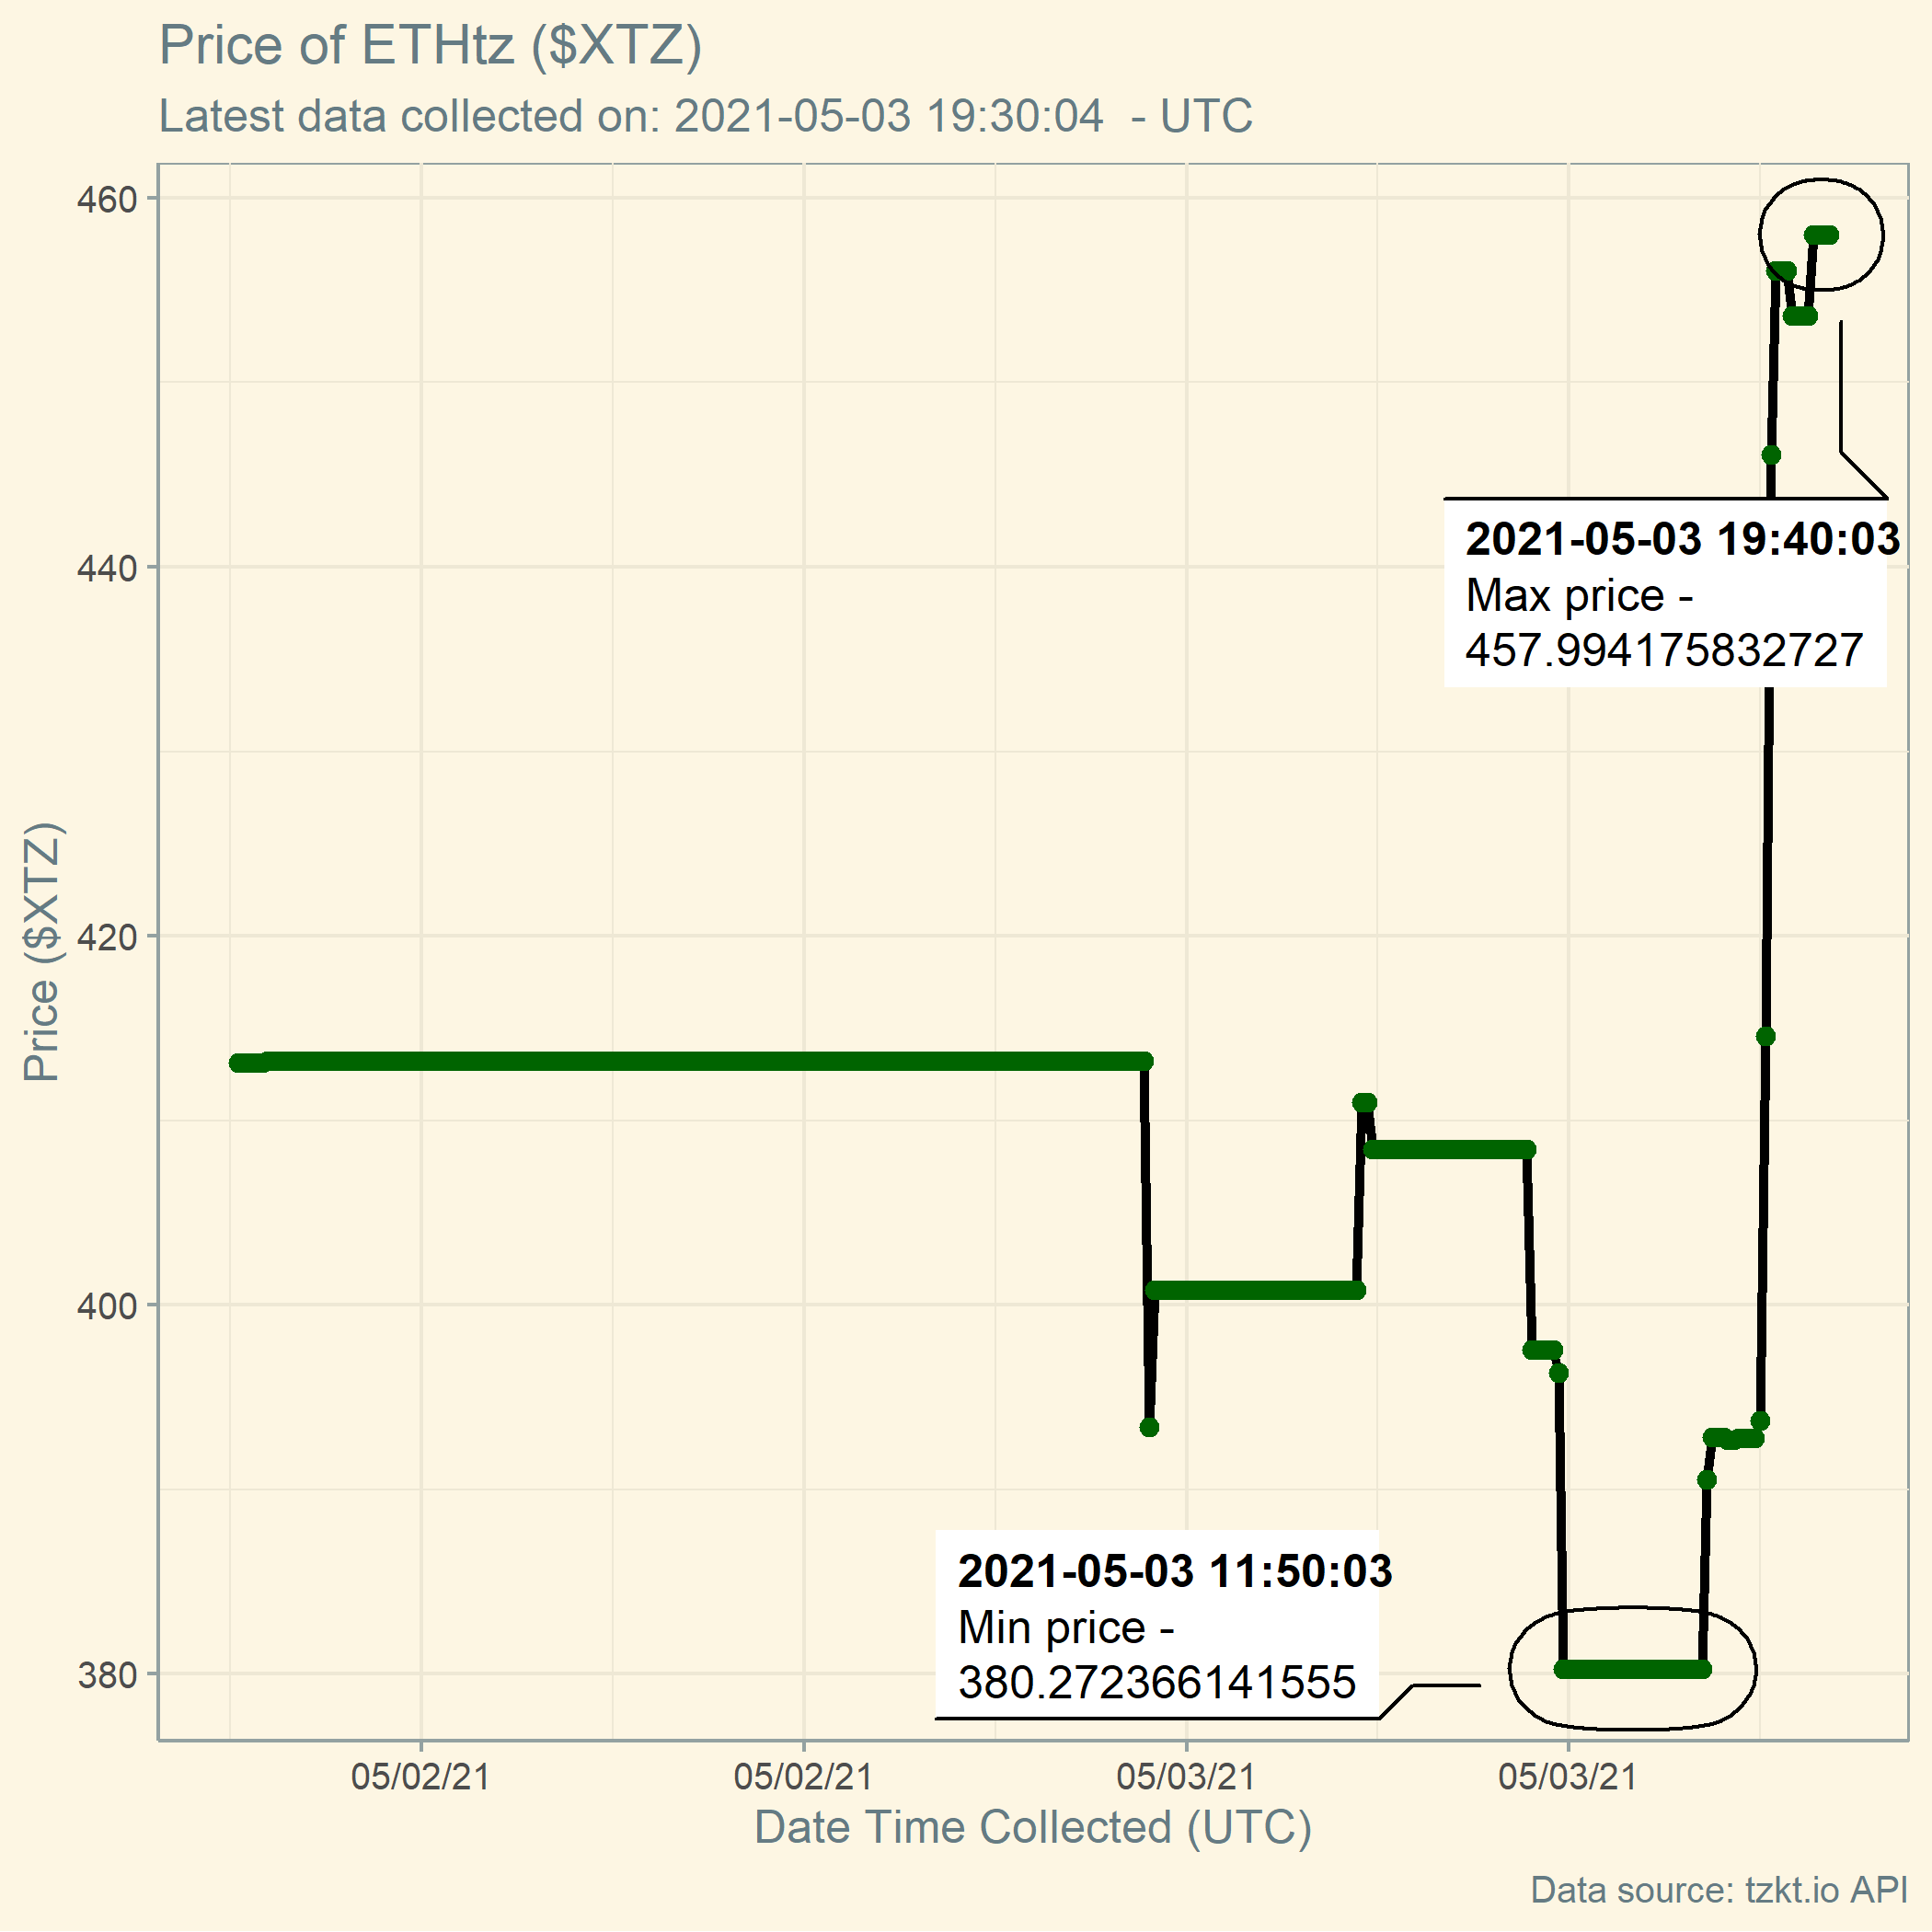 Price of ETHtz ($XTZ)
Latest data collected on: 2021-05-03 19:30:04  - UTC
460
440
420
400
380
Price ($XTZ)
2021-05-03 19:40:03
Max price -
457.994175832727
2021-05-03 11:50:03
Min price -
380.272366141555
05/02/21
05/02/21
05/03/21
05/03/21
Date Time Collected (UTC)
Data source: tzkt.io API